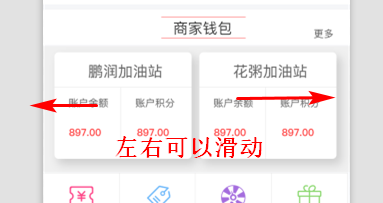 商家钱包
更多
鹏润加油站 花粥加油站
账户金额 账户积分 账户余额 账户积分
897.00 897.00 897.00 897.00
左右可以滑动